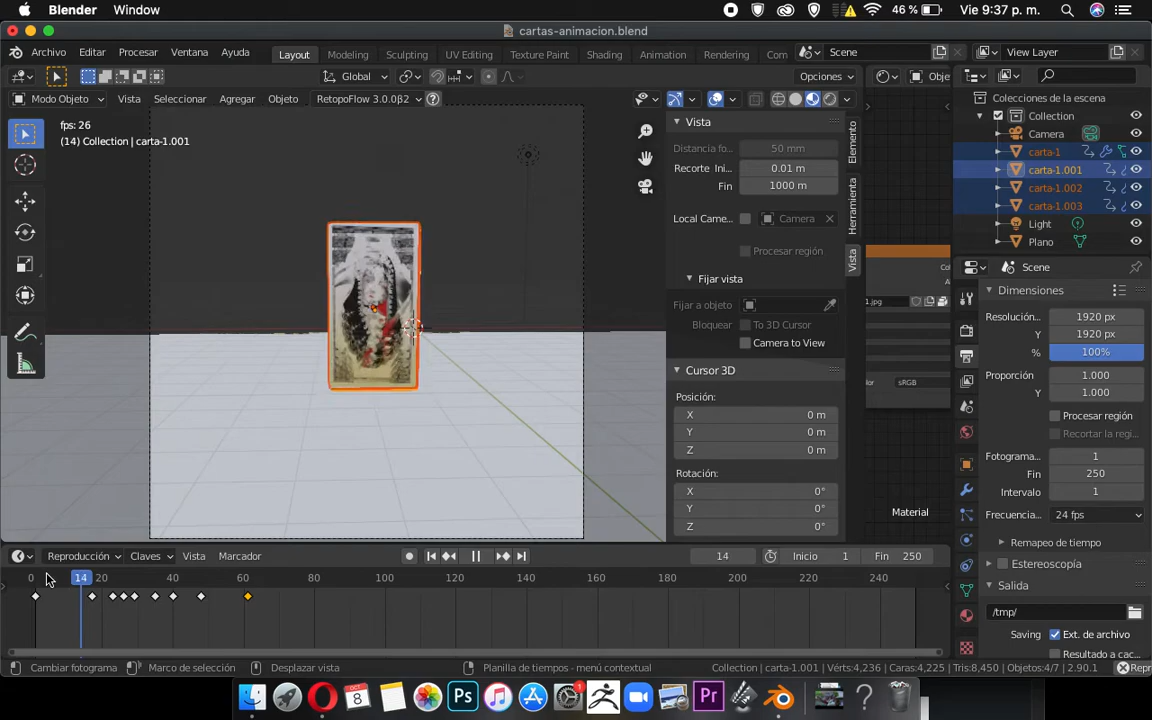 Blender Window 46 % Vie 9:37 p. m.
cartas-animacion.blend
Archivo Editar Procesar Ventana Ayuda Layout Modeling Sculpting UV Editing Texture Paint Shading Animation Rendering Com Scene View Layer
Global Opciones Obje
Modo Objeto Vista Seleccionar Agregar Objeto RetopoFlow 3.0.0β2
fps: 26
(14) Collection | carta-1.001
Vista
Distancia fo... 50 mm
Recorte Ini... 0.01 m
Fin 1000 m
Local Came... Camera
Procesar región
Fijar vista
Fijar a objeto
Bloquear To 3D Cursor
Camera to View
Cursor 3D
Posición:
X 0 m
Y 0 m
Z 0 m
Rotación:
X 0°
Y 0°
Z 0°
Elemento
Herramienta
Vista
Co
A
1.jpg
lor sRGB
Material
Colecciones de la escena
Collection
Camera
carta-1
carta-1.001
carta-1.002
carta-1.003
Light
Plano
Scene
Dimensiones
Resolución... 1920 px
Y 1920 px
% 100%
Proporción 1.000
Y 1.000
Procesar región
Recortar la regi...
Fotograma... 1
Fin 250
Intervalo 1
Frecuencia... 24 fps
Remapeo de tiempo
Estereoscopía
Salida
/tmp/
Saving Ext. de archivo
Resultado a cac...
Reproducción Claves Vista Marcador 14 Inicio 1 Fin 250
0 14 20 40 60 80 100 120 140 160 180 200 220 240
Cambiar fotograma Marco de selección Desplazar vista Planilla de tiempos - menú contextual Collection | carta-1.001 | Vérts:4,236 | Caras:4,225 | Tris:8,450 | Objetos:4/7 | 2.90.1 Repr
8 Ps 1 Pr ?